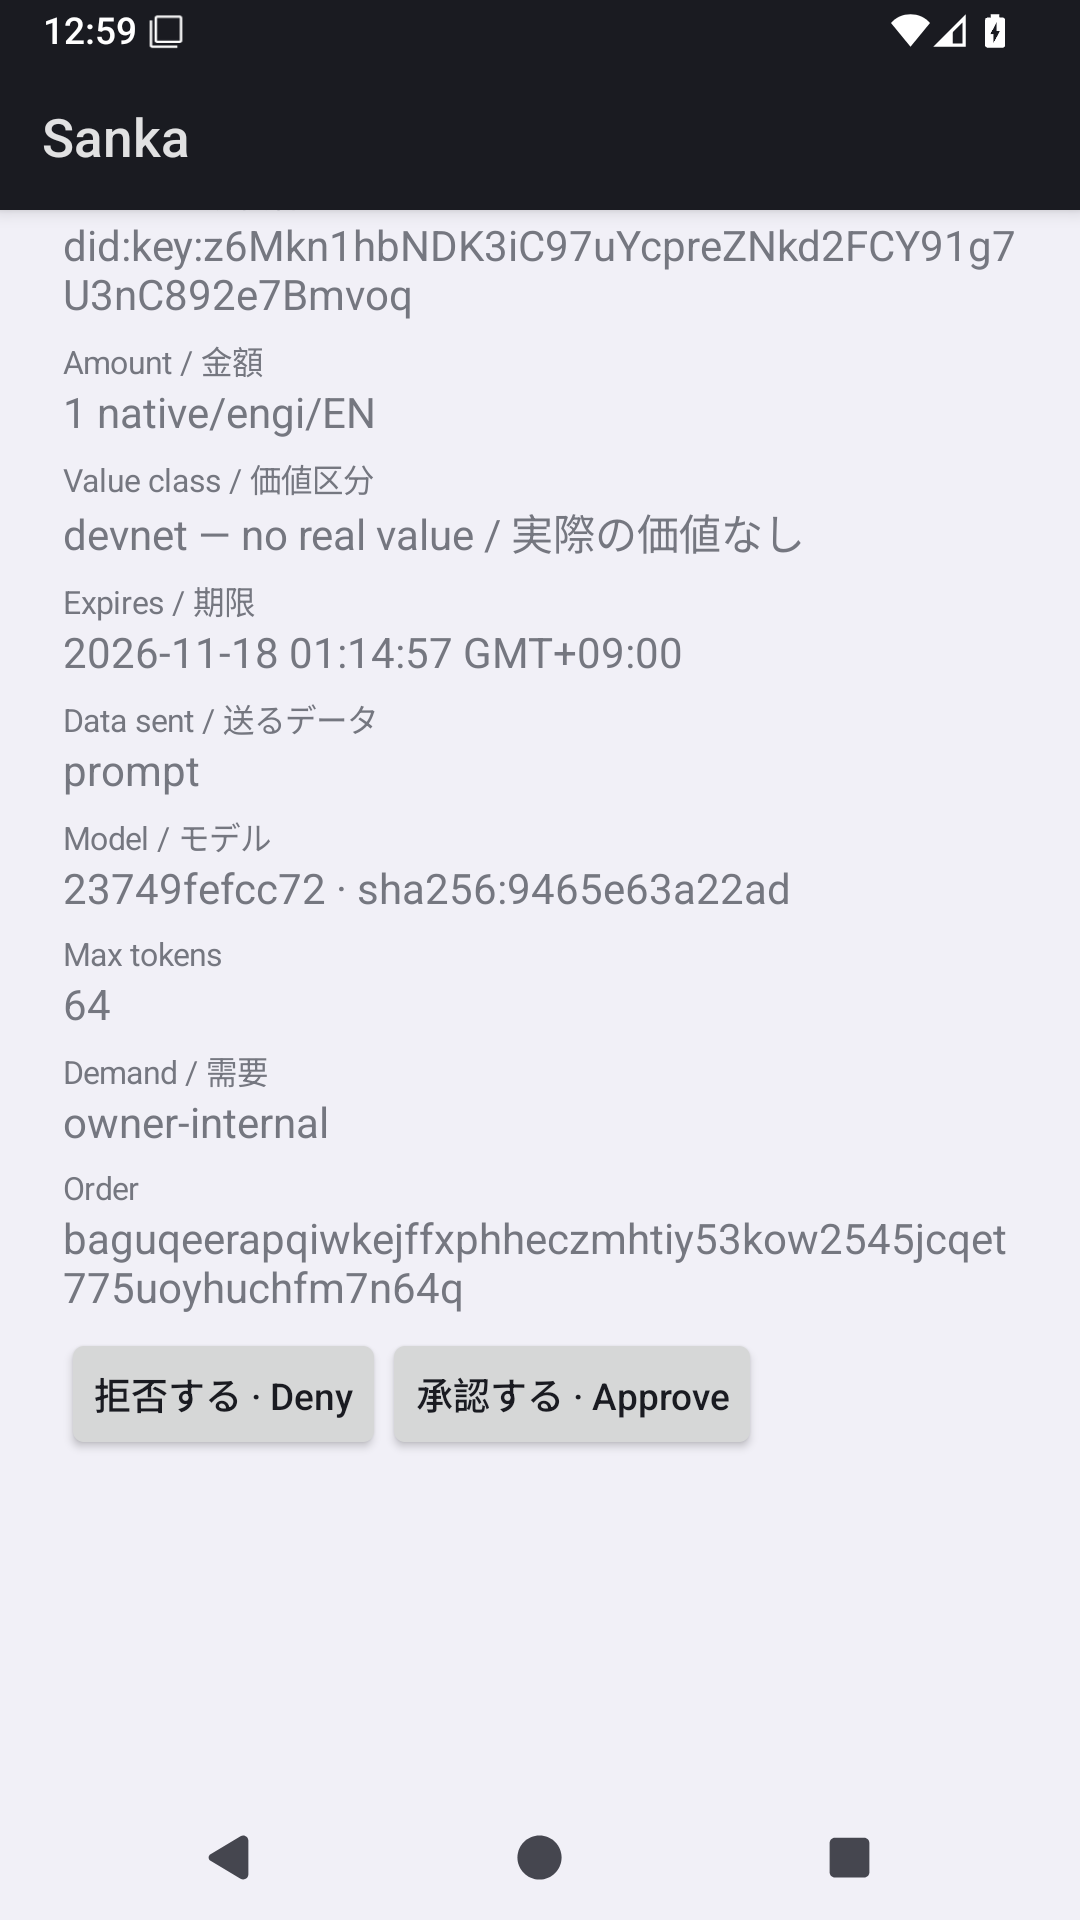 12:59
Sanka
did:key:z6Mkn1hbNDK3iC97uYcpreZNkd2FCY91g7
U3nC892e7Bmvoq
Amount / 金額
1 native/engi/EN
Value class / 価値区分
devnet — no real value / 実際の価値なし
Expires / 期限
2026-11-18 01:14:57 GMT+09:00
Data sent / 送るデータ
prompt
Model / モデル
23749fefcc72 · sha256:9465e63a22ad
Max tokens
64
Demand / 需要
owner-internal
Order
baguqeerapqiwkejffxphheczmhtiy53kow2545jcqet
775uoyhuchfm7n64q
拒否する · Deny
承認する · Approve